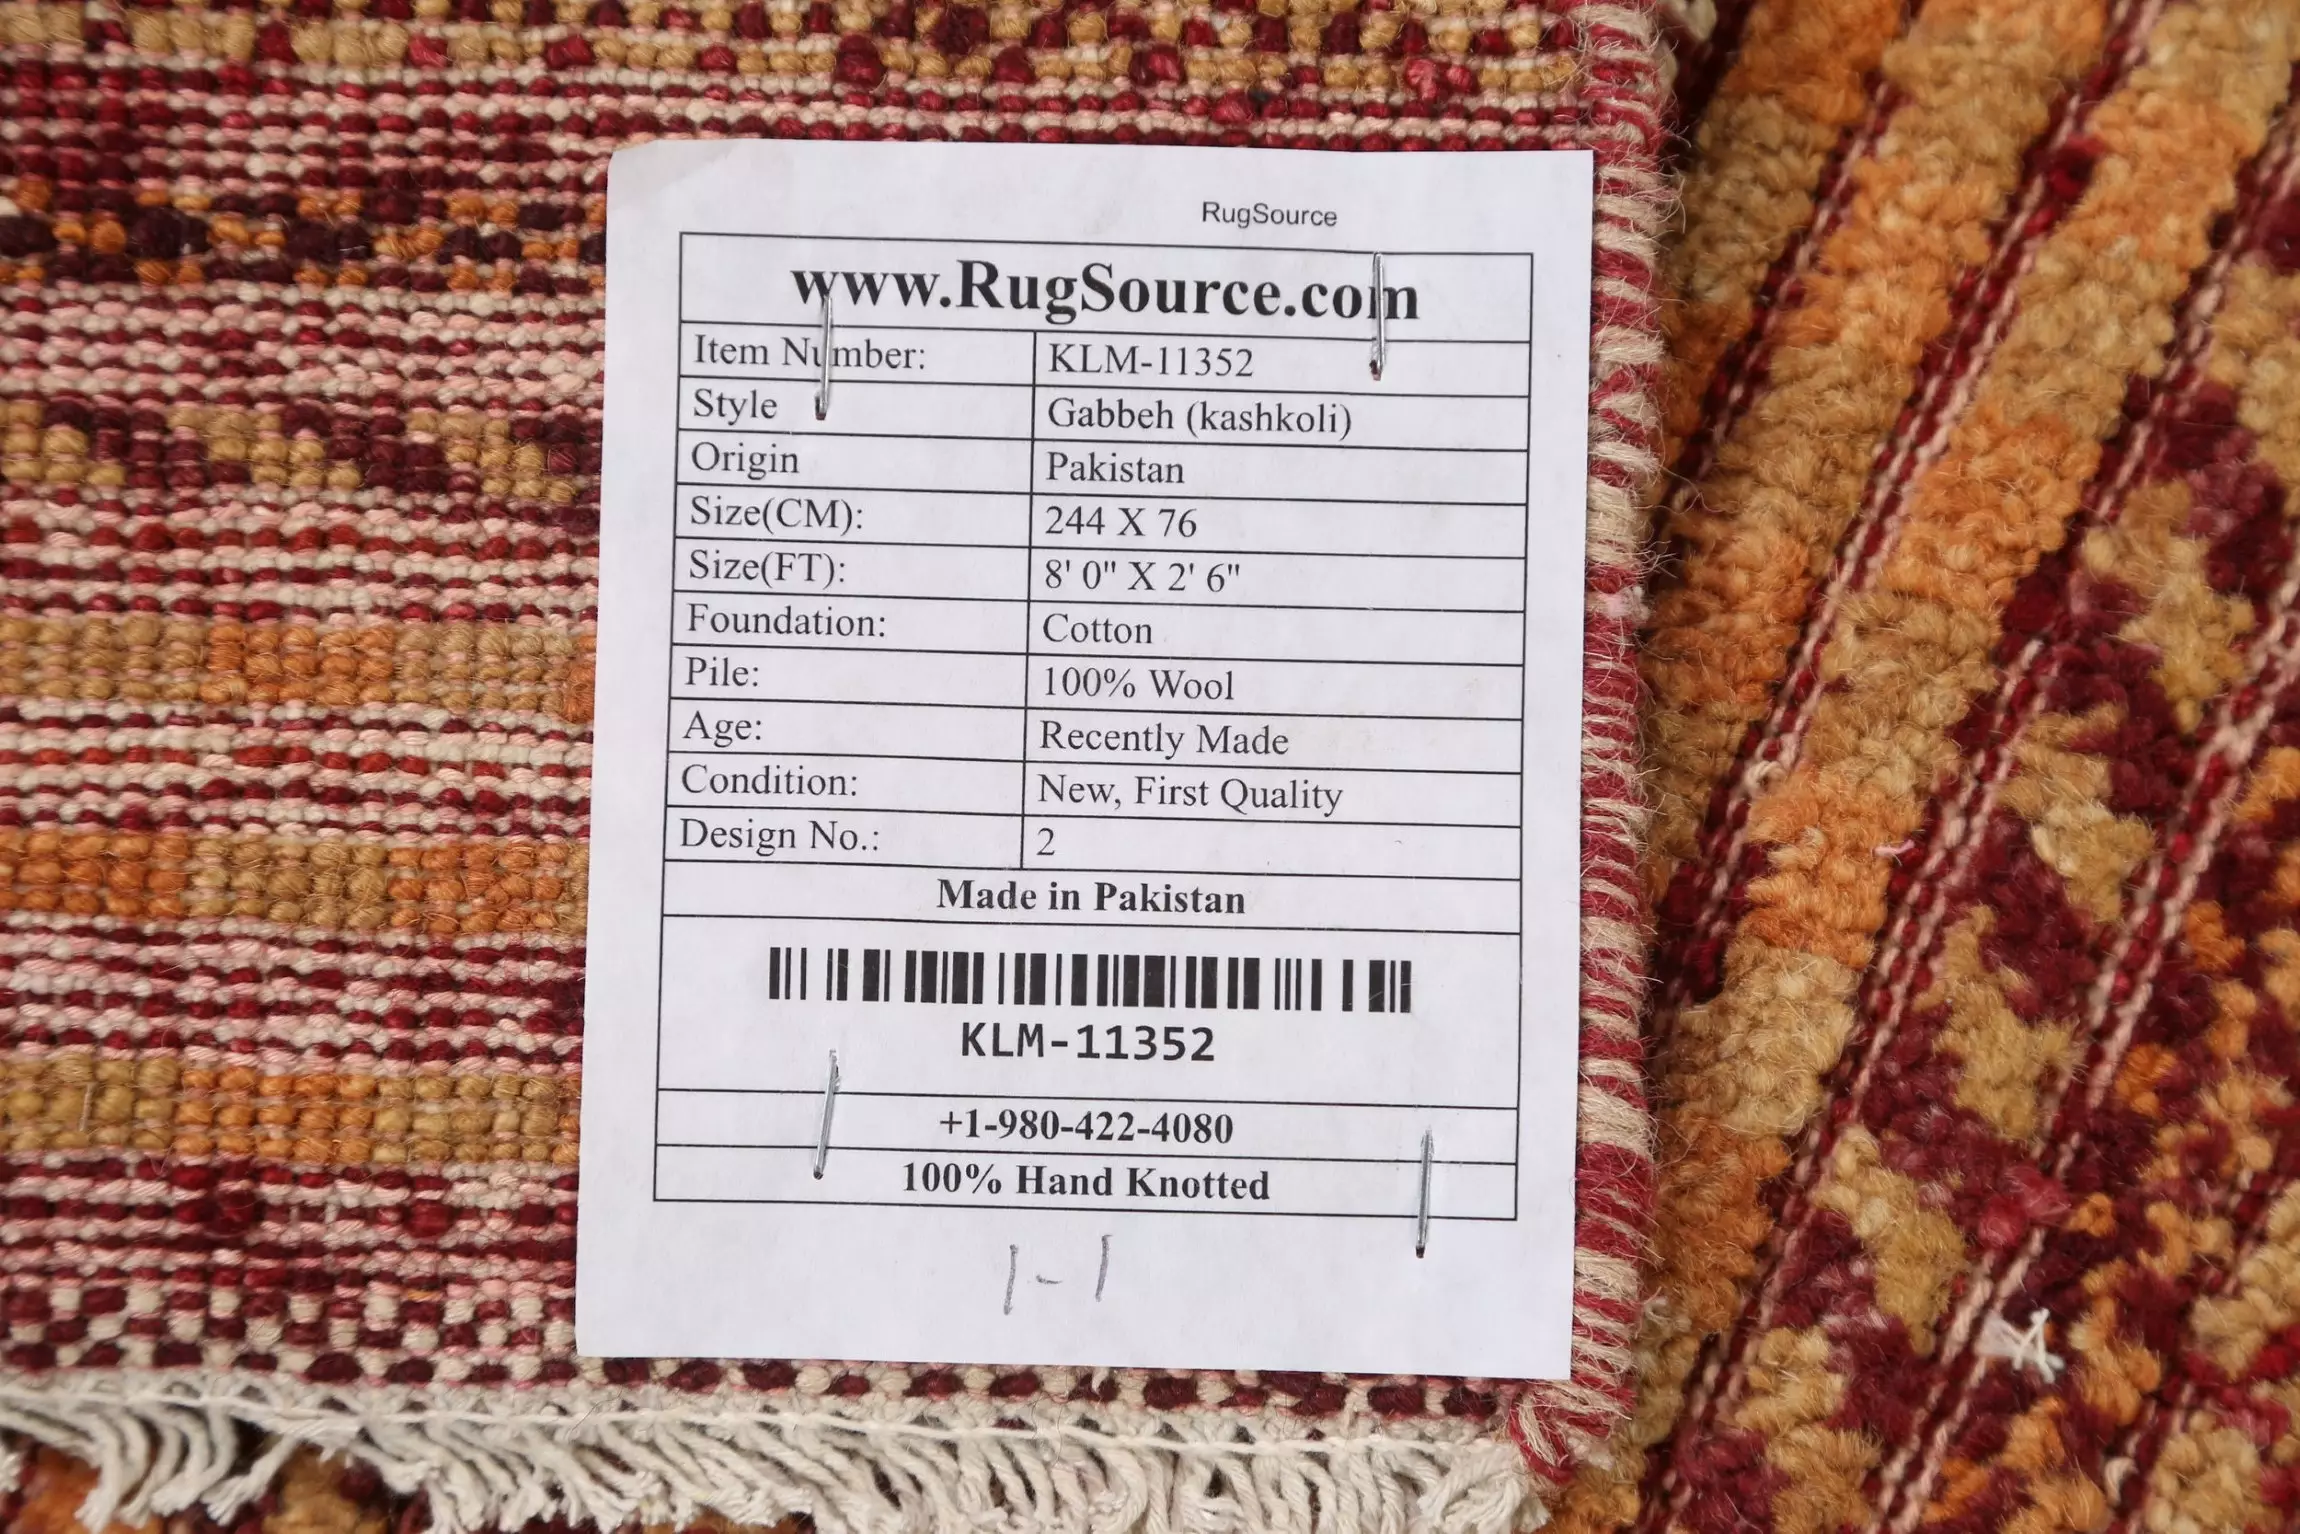 RugSource
www.RugSource.com
Item Number: KLM-11352
Style Gabbeh (kashkoli)
Origin Pakistan
Size(CM): 244 X 76
Size(FT): 8' 0" X 2' 6"
Foundation: Cotton
Pile: 100% Wool
Age: Recently Made
Condition: New, First Quality
Design No.: 2
Made in Pakistan
KLM-11352
+1-980-422-4080
100% Hand Knotted
1-1